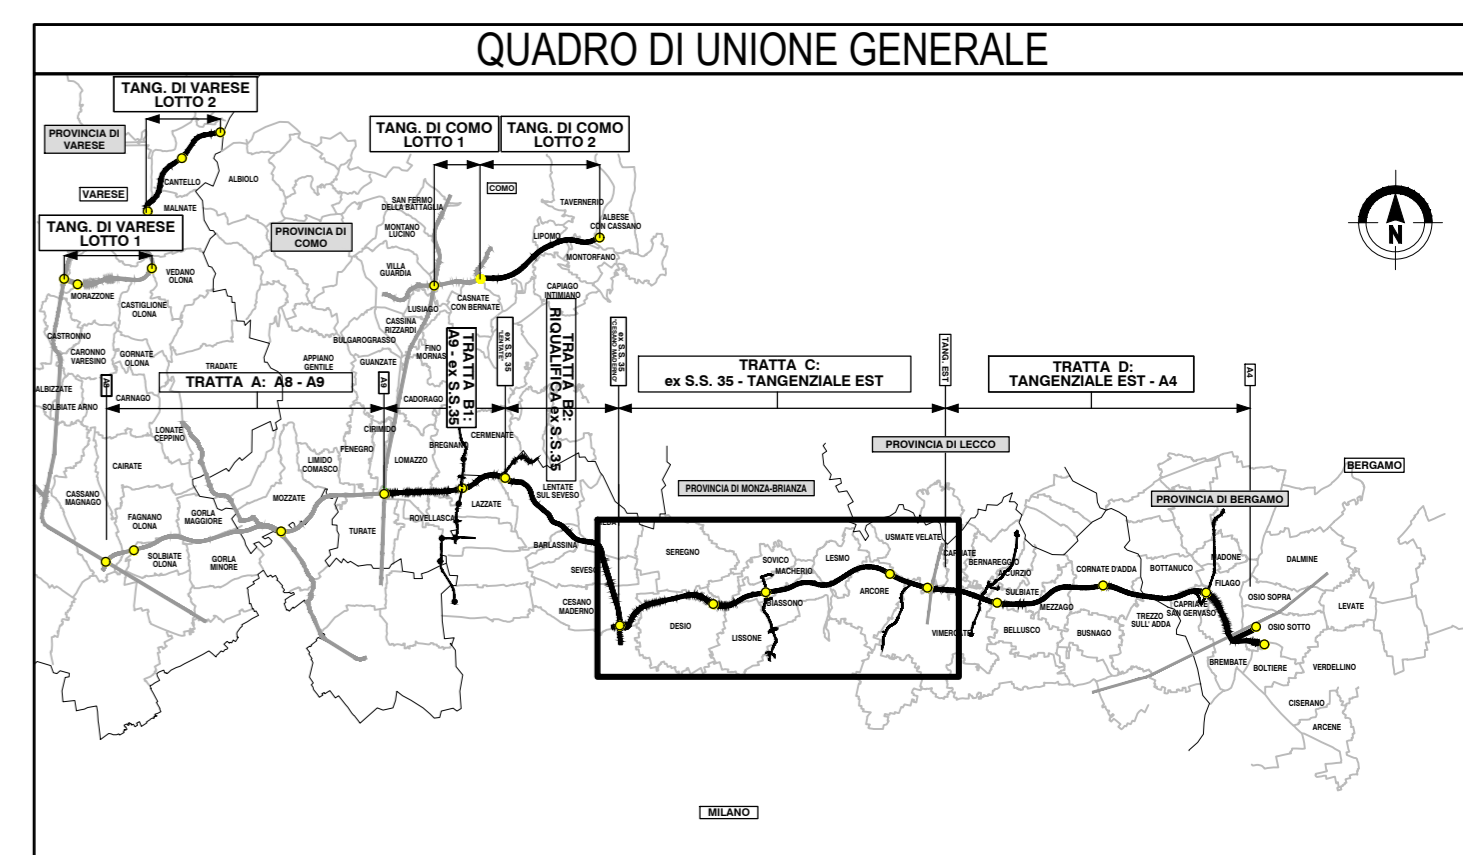 QUADRO DI UNIONE GENERALE
TANG. DI VARESE
LOTTO 2
PROVINCIA DI
VARESE
VARESE
CANTELLO
ALBIOLO
MALNATE
TANG. DI VARESE
LOTTO 1
PROVINCIA DI
COMO
TANG. DI COMO
LOTTO 1
TANG. DI COMO
LOTTO 2
COMO
SAN FERMO
DELLA BATTAGLIA
MONTANO
LUCINO
TAVERNERIO
ALBESE
CON CASSANO
LIPOMO
MONTORFANO
N
VILLA
GUARDIA
VEDANO
OLONA
MORAZZONE
CASTIGLIONE
OLONA
LUSIAGO
CASNATE
CON BERNATE
CAPIAGO
INTIMIANO
CASSINA
RIZZARDI
BULGAROGRASSO
CASTRONNO
CARONNO
VARESINO
GORNATE
OLONA
TRADATE
APPIANO
GENTILE
GUANZATE
FINO
MORNAS
TRATTA B1:
A9 - ex S.S.35
ex S.S. 35
"LENTATE"
TRATTA B2:
RIQUALIFICA ex S.S.35
ex S.S. 35
"CESANO MADERNO"
TRATTA C:
ex S.S. 35 - TANGENZIALE EST
TANG. EST
TRATTA D:
TANGENZIALE EST - A4
A4
ALBIZZATE
SOLBIATE ARNO
A8
CARNAGO
TRATTA A: A8 - A9
A9
CADORAGO
LONATE
CEPPINO
CIRIMIDO
FENEGRO
BREGNANO
CERMENATE
PROVINCIA DI LECCO
CAIRATE
LIMIDO
COMASCO
LOMAZZO
BERGAMO
CASSANO
MAGNAGO
MOZZATE
LAZZATE
LENTATE
SUL SEVESO
PROVINCIA DI MONZA-BRIANZA
PROVINCIA DI BERGAMO
FAGNANO
OLONA
GORLA
MAGGIORE
TURATE
ROVELLASCA
SOLBIATE
OLONA
GORLA
MINORE
BARLASSINA
SEREGNO
SOVICO
MACHERIO
LESMO
USMATE VELATE
BERNAREGGIO
SEVESO
CESANO
MADERNO
DESIO
LISSONE
BIASSONO
ARCORE
SULBIATE
MEZZAGO
CORNATE D'ADDA
BOTTANUCO
MADONE
DALMINE
FILAGO
OSIO SOPRA
LEVATE
CAPRIATE
SAN GERVASO
TREZZO
SULL' ADDA
VIMERCATE
BELLUSCO
BUSNAGO
OSIO SOTTO
BREMBATE
BOLTIERE
VERDELLINO
CISERANO
ARCENE
MILANO